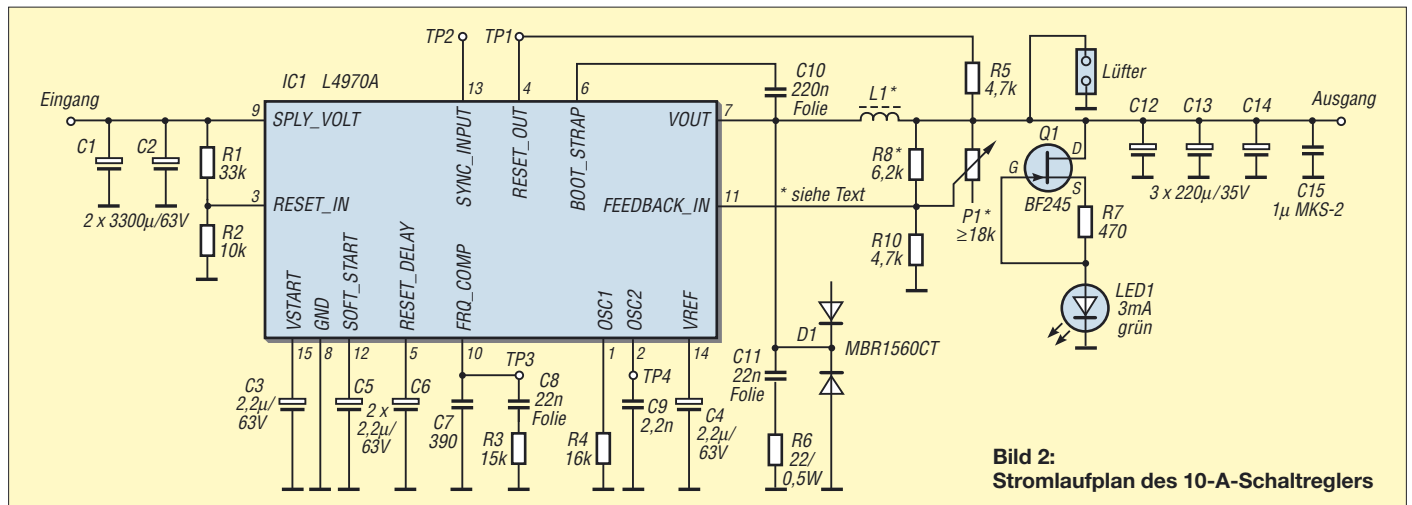 TP2
TP1
IC1 L4970A
13
4
6
C10
220n
Folie
R5
4,7k
Lüfter
Eingang
9
SPLY_VOLT
SYNC_INPUT
RESET_OUT
BOOT_STRAP
VOUT
7
L1*
C12
C13
C14
Ausgang
C1
C2
R1
33k
Q1
D
G
S
BF245
R8*
6,2k
* siehe Text
3
RESET_IN
FEEDBACK_IN
11
P1*
≥18k
3 x 220µ/35V
C15
1µ MKS-2
2 x 3300µ/63V
R2
10k
R10
4,7k
R7
470
VSTART
GND
SOFT_START
RESET_DELAY
FRQ_COMP
OSC1
OSC2
VREF
LED1
3mA
grün
15
8
12
5
10
1
2
14
TP3
TP4
D1
MBR1560CT
C3
2,2µ/
63V
C5
2 x
2,2µ/
63V
C6
C7
390
C8
22n
Folie
R3
15k
R4
16k
C9
2,2n
C4
2,2µ/
63V
C11
22n
Folie
R6
22/
0,5W
Bild 2:
Stromlaufplan des 10-A-Schaltreglers